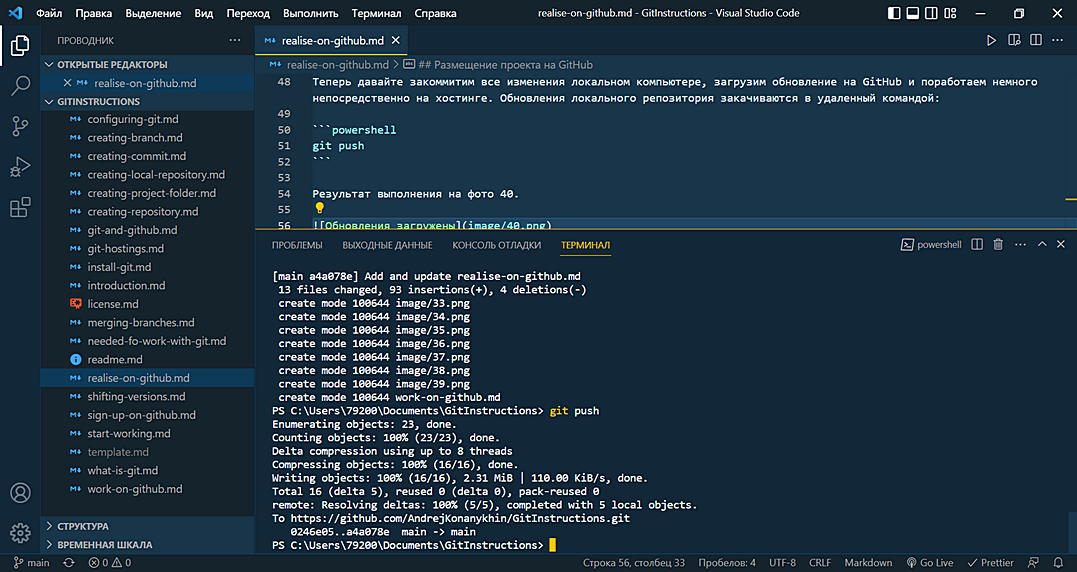 Файл Правка Выделение Вид Переход Выполнить Терминал Справка realise-on-github.md - GitInstructions - Visual Studio Code
ПРОВОДНИК
ОТКРЫТЫЕ РЕДАКТОРЫ
realise-on-github.md
GITINSTRUCTIONS
configuring-git.md
creating-branch.md
creating-commit.md
creating-local-repository.md
creating-project-folder.md
creating-repository.md
git-and-github.md
git-hostings.md
install-git.md
introduction.md
license.md
merging-branches.md
needed-fo-work-with-git.md
readme.md
realise-on-github.md
shifting-versions.md
sign-up-on-github.md
start-working.md
template.md
what-is-git.md
work-on-github.md
СТРУКТУРА
ВРЕМЕННАЯ ШКАЛА
realise-on-github.md
realise-on-github.md > ## Размещение проекта на GitHub
48 Теперь давайте закоммитим все изменения локальном компьютере, загрузим обновление на GitHub и поработаем немного
непосредственно на хостинге. Обновления локального репозитория закачиваются в удаленный командой:
49
50 ```powershell
51 git push
52 ```
53
54 Результат выполнения на фото 40.
55
56 ![Обновления загружены](image/40.png)
ПРОБЛЕМЫ ВЫХОДНЫЕ ДАННЫЕ КОНСОЛЬ ОТЛАДКИ ТЕРМИНАЛ powershell
[main a4a078e] Add and update realise-on-github.md
13 files changed, 93 insertions(+), 4 deletions(-)
create mode 100644 image/33.png
create mode 100644 image/34.png
create mode 100644 image/35.png
create mode 100644 image/36.png
create mode 100644 image/37.png
create mode 100644 image/38.png
create mode 100644 image/39.png
create mode 100644 work-on-github.md
PS C:\Users\79200\Documents\GitInstructions> git push
Enumerating objects: 23, done.
Counting objects: 100% (23/23), done.
Delta compression using up to 8 threads
Compressing objects: 100% (16/16), done.
Writing objects: 100% (16/16), 2.31 MiB | 110.00 KiB/s, done.
Total 16 (delta 5), reused 0 (delta 0), pack-reused 0
remote: Resolving deltas: 100% (5/5), completed with 5 local objects.
To https://github.com/AndrejKonanykhin/GitInstructions.git
0246e05..a4a078e main -> main
PS C:\Users\79200\Documents\GitInstructions>
main 0 0 Строка 56, столбец 33 Пробелов: 4 UTF-8 CRLF Markdown Go Live Prettier